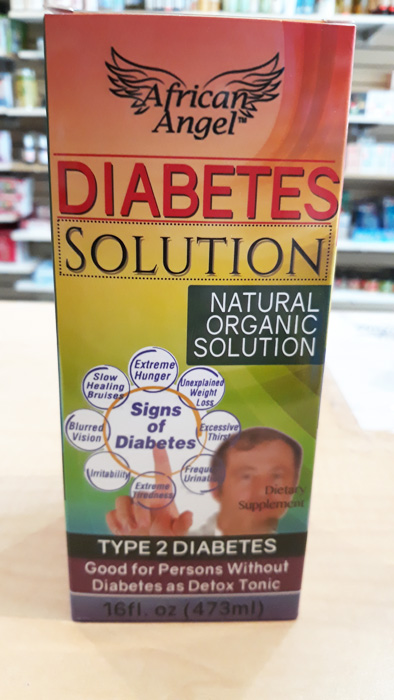 African
Angel™
DIABETES
SOLUTION
NATURAL
ORGANIC
SOLUTION
Extreme
Hunger
Slow
Healing
Bruises
Unexplained
Weight
Loss
Signs
of
Diabetes
Blurred
Vision
Excessive
Thirst
Irritability
Extreme
Tiredness
Frequ
Urinat
Dietary
Supplement
TYPE 2 DIABETES
Good for Persons Without
Diabetes as Detox Tonic
16fl. oz (473ml)